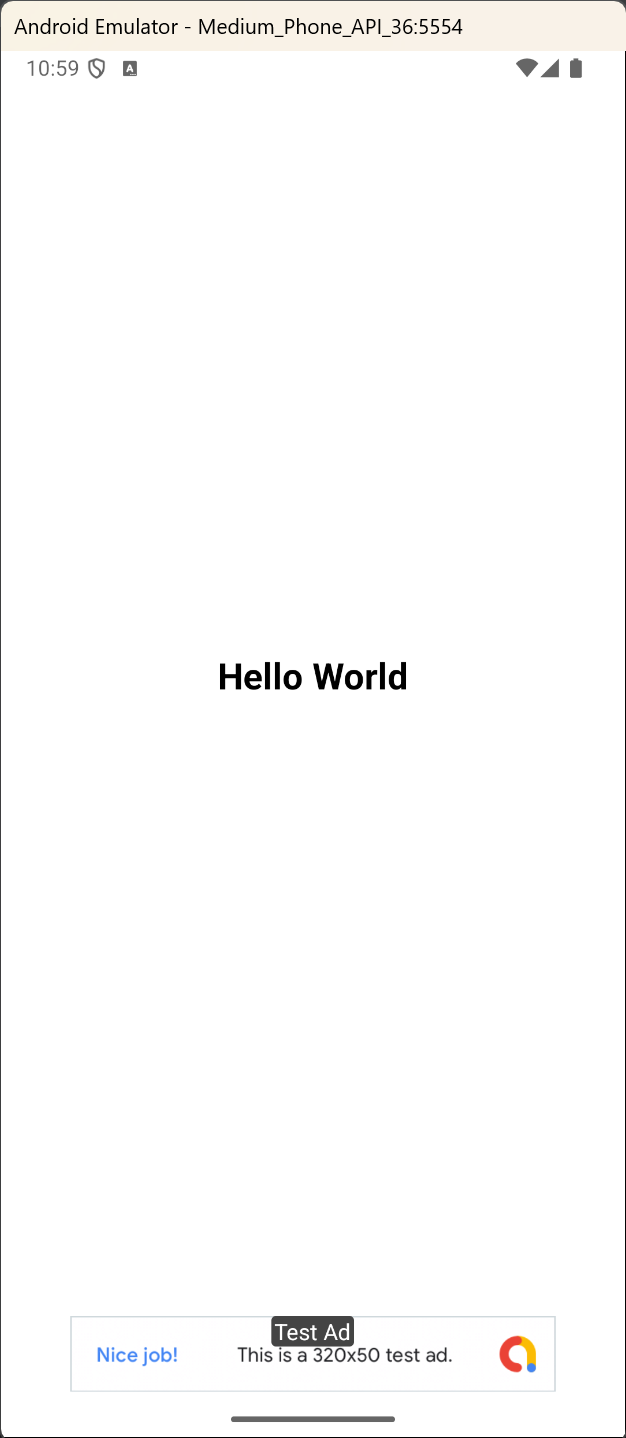 Android Emulator - Medium_Phone_API_36:5554
10:59 A
Hello World
Test Ad
Nice job! This is a 320x50 test ad.